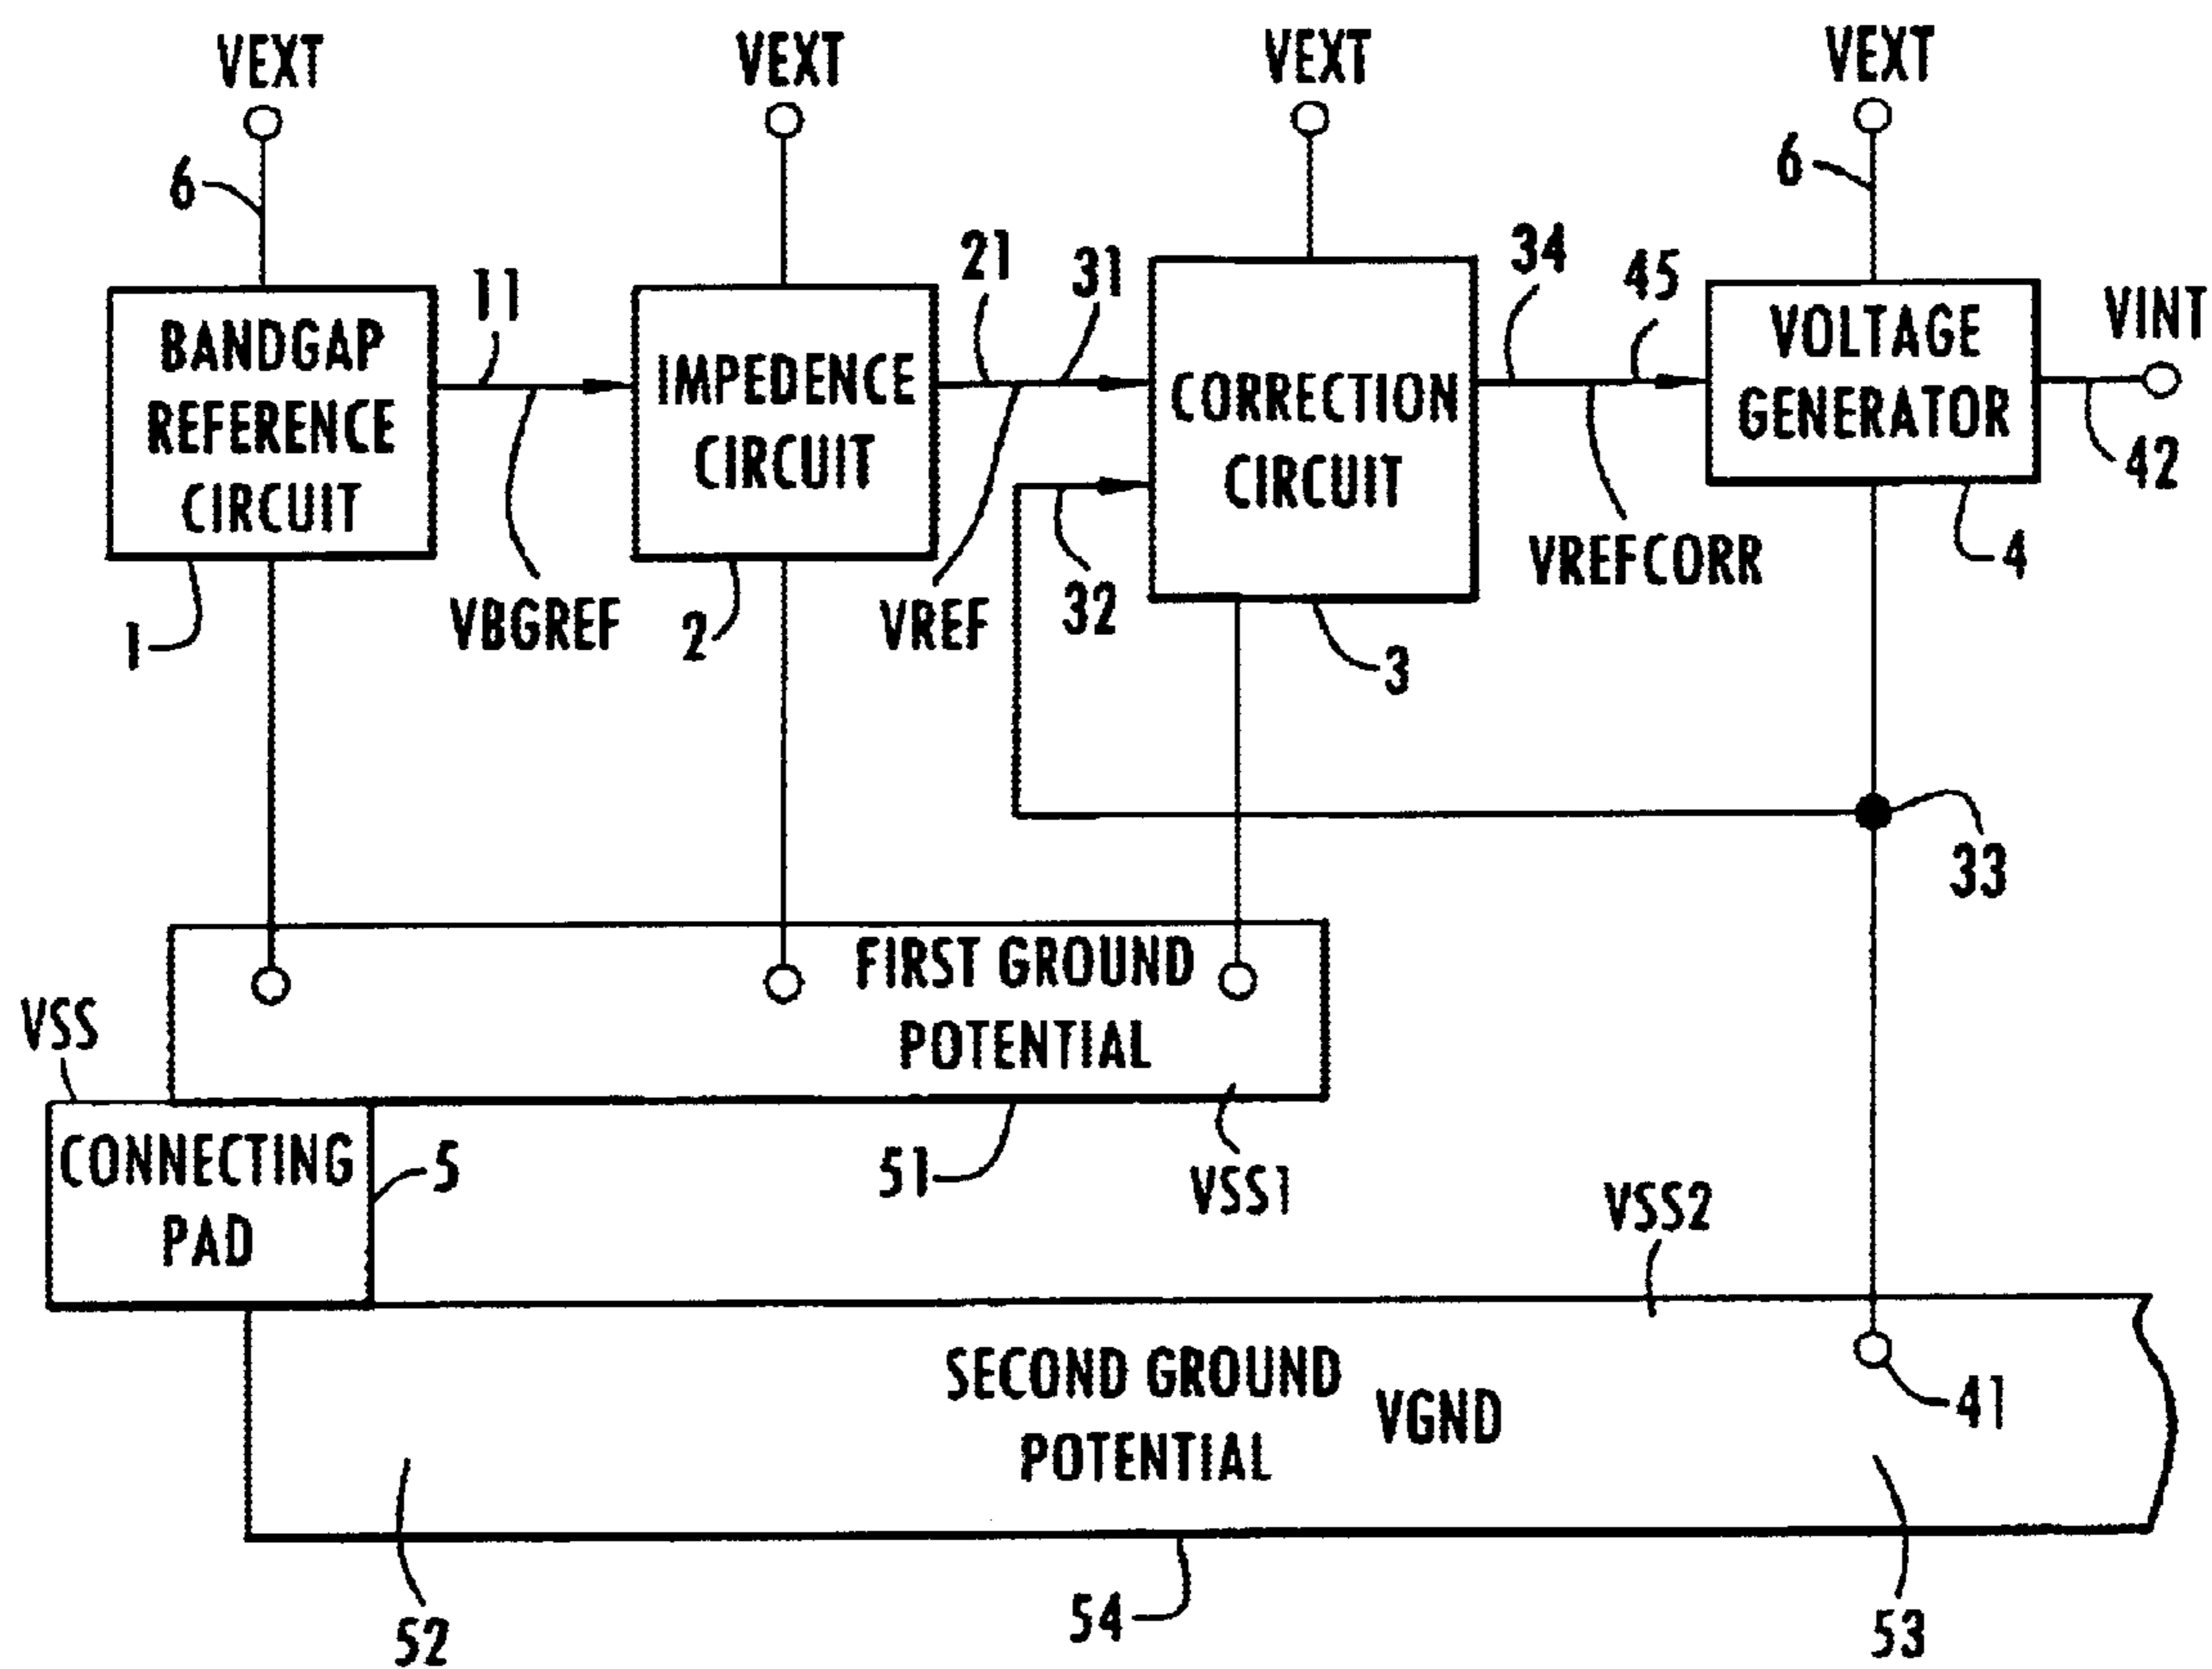 VEXT
VEXT
VEXT
VEXT
6
6
11
21
31
34
45
VINT
BANDGAP
REFERENCE
CIRCUIT
IMPEDENCE
CIRCUIT
CORRECTION
CIRCUIT
VOLTAGE
GENERATOR
42
1
VBGREF
2
VREF
32
3
VREFCORR
4
33
FIRST GROUND
POTENTIAL
VSS
CONNECTING
PAD
5
51
VSS1
VSS2
SECOND GROUND
POTENTIAL
VGND
41
52
54
53